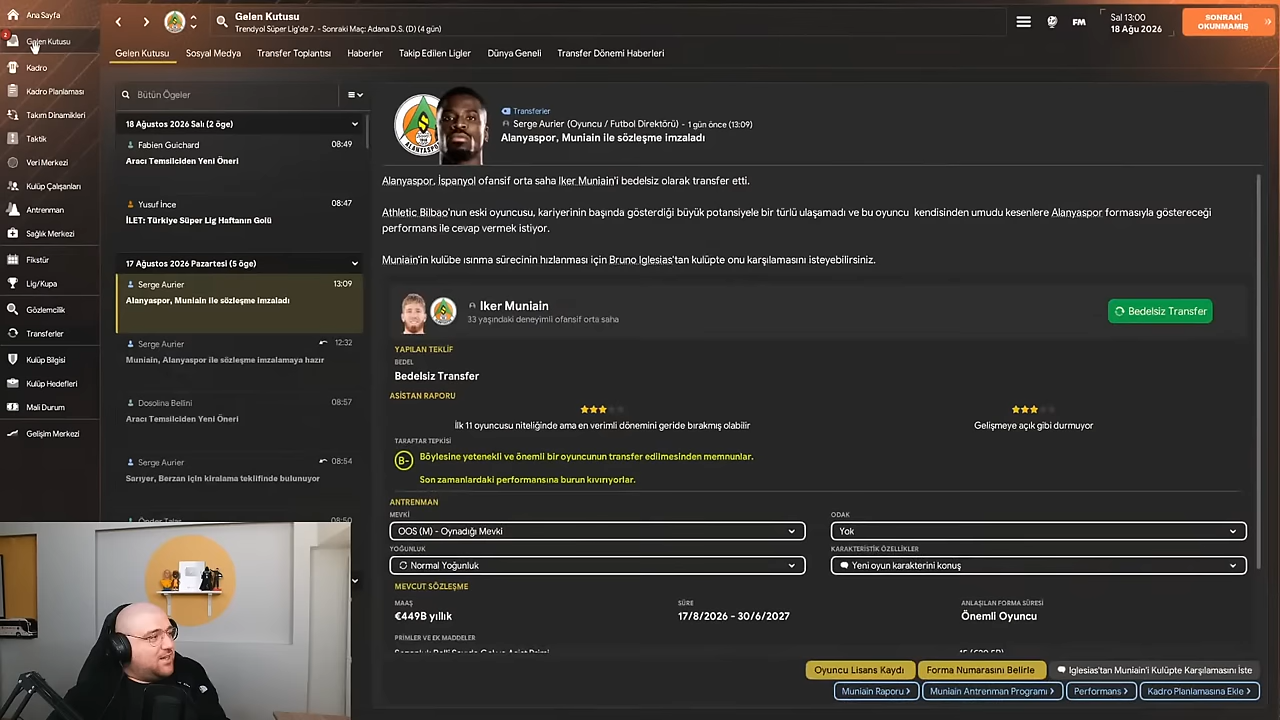 Ana Sayfa
2
Gelen Kutusu
Kadro
Kadro Planlaması
Takım Dinamikleri
Taktik
Veri Merkezi
Kulüp Çalışanları
Antrenman
Sağlık Merkezi
Fikstür
Lig/Kupa
Gözlemcilik
Transferler
Kulüp Bilgisi
Kulüp Hedefleri
Mali Durum
Gelişim Merkezi
Gelen Kutusu
Trendyol Süper Lig'de 7. - Sonraki Maç: Adana D.S. (D) (4 gün)
FM
Sal 13:00
18 Ağu 2026
SONRAKİ
OKUNMAMIŞ
Gelen Kutusu
Sosyal Medya
Transfer Toplantısı
Haberler
Takip Edilen Ligler
Dünya Geneli
Transfer Dönemi Haberleri
Bütün Ögeler
18 Ağustos 2026 Salı (2 öge)
Fabien Guichard 08:49
Aracı Temsilciden Yeni Öneri
Yusuf İnce 08:47
İLET: Türkiye Süper Lig Haftanın Golü
17 Ağustos 2026 Pazartesi (5 öge)
Serge Aurier 13:09
Alanyaspor, Muniain ile sözleşme imzaladı
Serge Aurier 12:32
Muniain, Alanyaspor ile sözleşme imzalamaya hazır
Dosolina Bellini 08:57
Aracı Temsilciden Yeni Öneri
Serge Aurier 08:54
Sarıyer, Berzan için kiralama teklifinde bulunuyor
Önder Talas 08:50
ALANYASPOR
Transferler
Serge Aurier (Oyuncu / Futbol Direktörü) - 1 gün önce (13:09)
Alanyaspor, Muniain ile sözleşme imzaladı
Alanyaspor, İspanyol ofansif orta saha Iker Muniain'i bedelsiz olarak transfer etti.
Athletic Bilbao'nun eski oyuncusu, kariyerinin başında gösterdiği büyük potansiyele bir türlü ulaşamadı ve bu oyuncu kendisinden umudu kesenlere Alanyaspor formasıyla göstereceği
performans ile cevap vermek istiyor.
Muniain'in kulübe ısınma sürecinin hızlanması için Bruno Iglesias'tan kulüpte onu karşılamasını isteyebilirsiniz.
Iker Muniain
33 yaşındaki deneyimli ofansif orta saha
Bedelsiz Transfer
YAPILAN TEKLİF
BEDEL
Bedelsiz Transfer
ASİSTAN RAPORU
İlk 11 oyuncusu niteliğinde ama en verimli dönemini geride bırakmış olabilir
Gelişmeye açık gibi durmuyor
TARAFTAR TEPKİSİ
B-
Böylesine yetenekli ve önemli bir oyuncunun transfer edilmesinden memnunlar.
Son zamanlardaki performansına burun kıvırıyorlar.
ANTRENMAN
MEVKİ
OOS (M) - Oynadığı Mevki
ODAK
Yok
YOĞUNLUK
Normal Yoğunluk
KARAKTERİSTİK ÖZELLİKLER
Yeni oyun karakterini konuş
MEVCUT SÖZLEŞME
MAAŞ
€449B yıllık
SÜRE
17/8/2026 - 30/6/2027
ANLAŞILAN FORMA SÜRESİ
Önemli Oyuncu
PRİMLER VE EK MADDELER
Oyuncu Lisans Kaydı
Forma Numarasını Belirle
Iglesias'tan Muniain'i Kulüpte Karşılamasını İste
Muniain Raporu
Muniain Antrenman Programı
Performans
Kadro Planlamasına Ekle